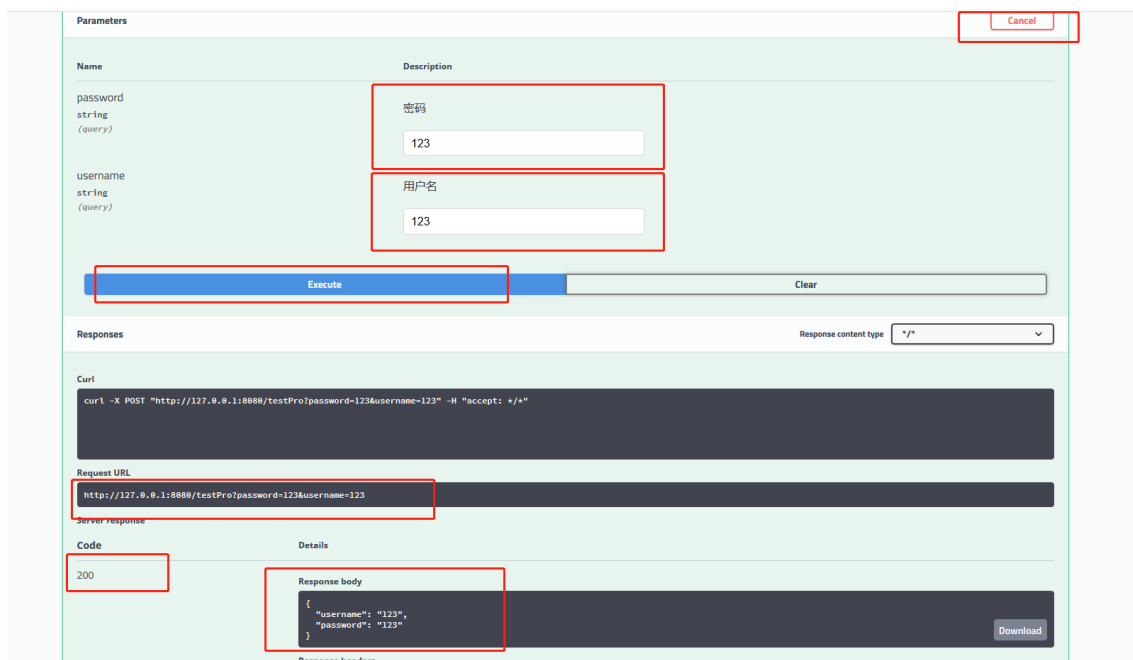 Parameters
Cancel
Name
Description
password
string
(query)
密码
123
username
string
(query)
用户名
123
Execute
Clear
Responses
Response content type
*/*
Curl
curl -X POST "http://127.0.0.1:8080/testPro?password=123&username=123" -H "accept: */*"
Request URL
http://127.0.0.1:8080/testPro?password=123&username=123
Server response
Code
Details
200
Response body
{
"username": "123",
"password": "123"
}
Download
Response headers